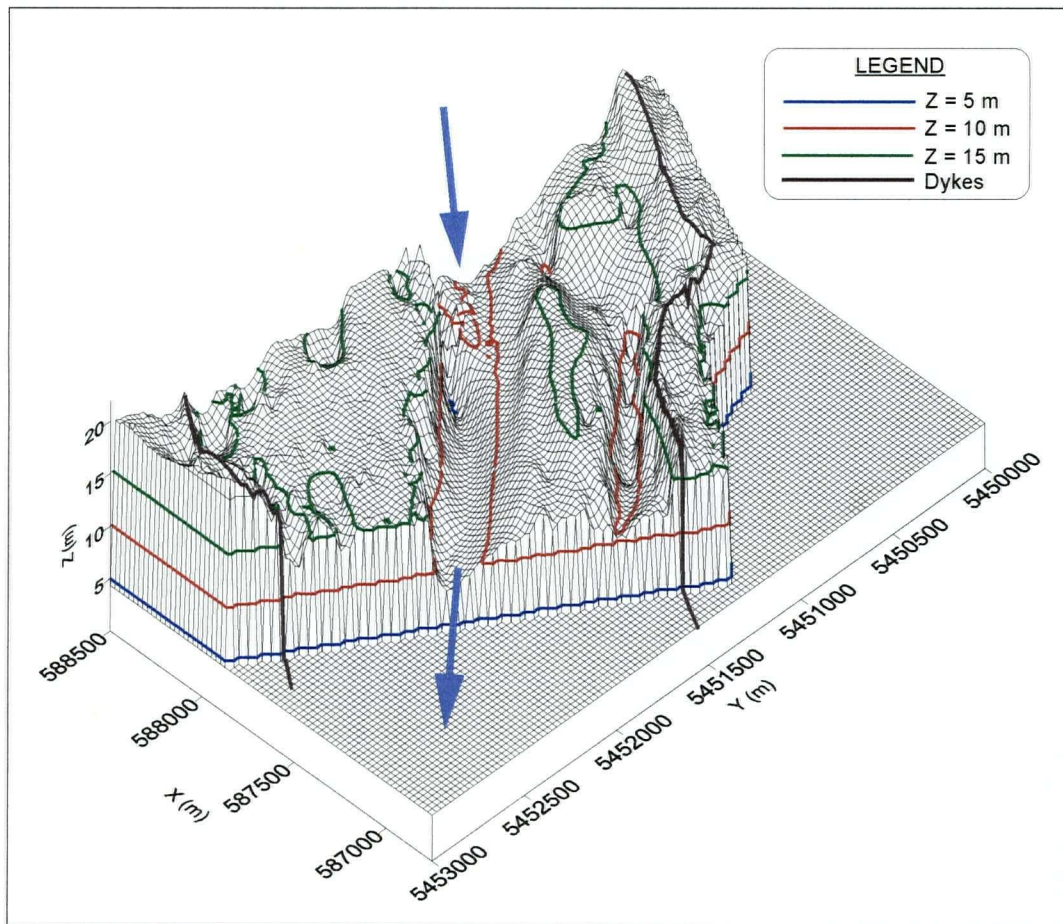 LEGEND
Z = 5 m
Z = 10 m
Z = 15 m
Dykes
20
15
10
5
Z (m)
588500
588000
587500
587000
X (m)
5453000
5452500
5452000
5451500
5451000
5450500
5450000
Y (m)